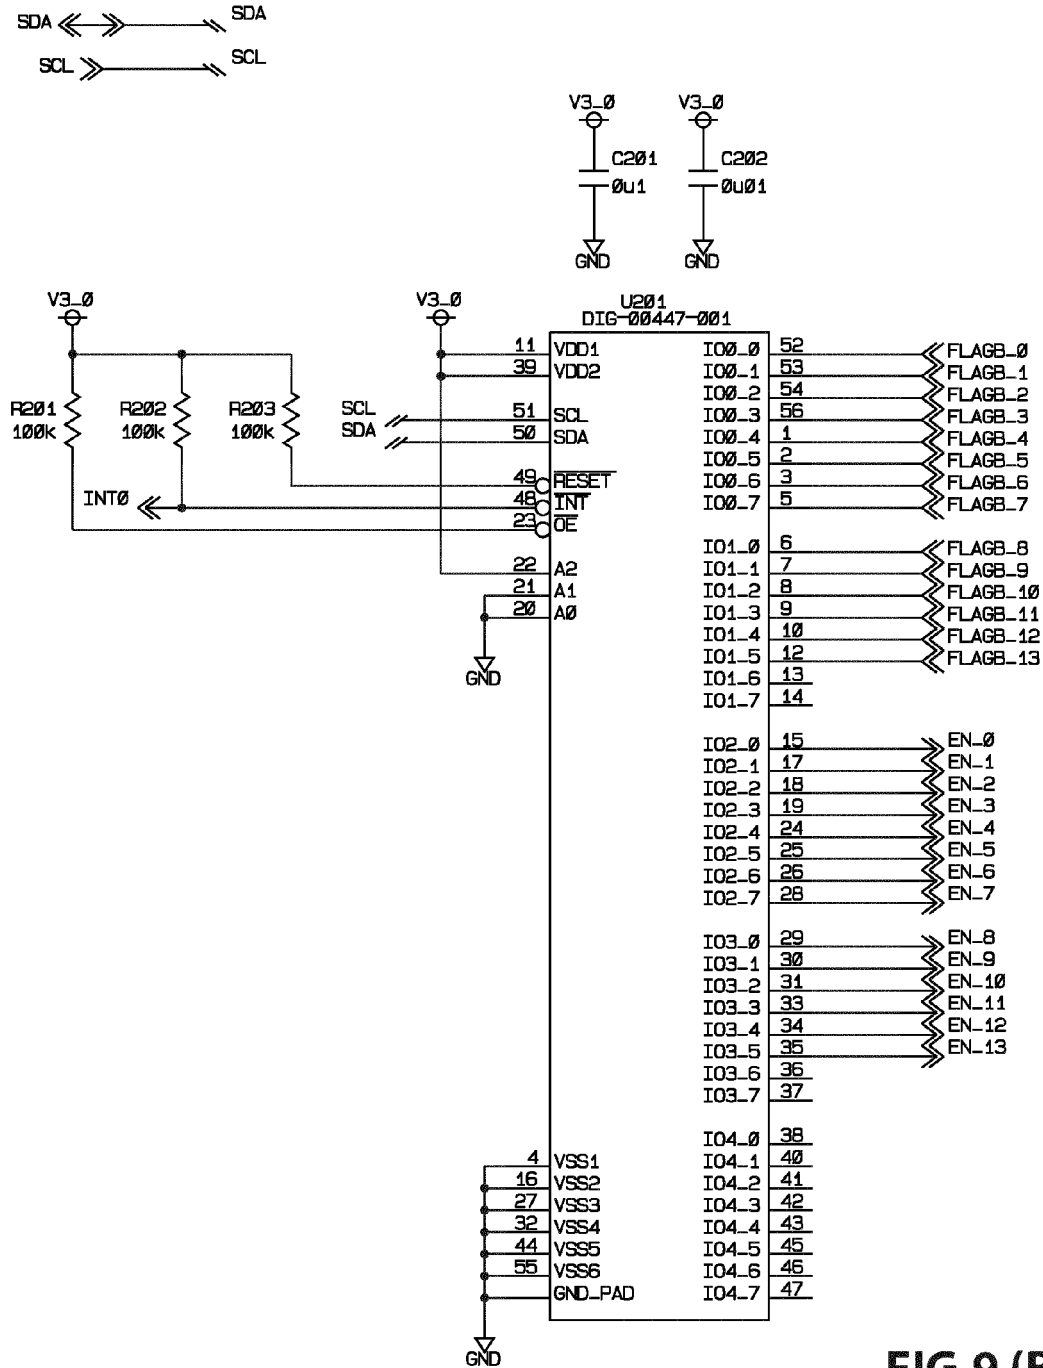 SDA SDA
SCL SCL
V3_0 V3_0
C201 C202
0u1 0u01
GND GND
V3_0 V3_0
U201
DIG-00447-001
11 VDD1 IO0_0 52 FLAGB_0
39 VDD2 IO0_1 53 FLAGB_1
IO0_2 54 FLAGB_2
R201 R202 R203 SCL 51 SCL IO0_3 56 FLAGB_3
100k 100k 100k SDA 50 SDA IO0_4 1 FLAGB_4
IO0_5 2 FLAGB_5
49 RESET IO0_6 3 FLAGB_6
INT0 48 INT IO0_7 5 FLAGB_7
23 OE
IO1_0 6 FLAGB_8
22 A2 IO1_1 7 FLAGB_9
21 A1 IO1_2 8 FLAGB_10
20 A0 IO1_3 9 FLAGB_11
IO1_4 10 FLAGB_12
IO1_5 12 FLAGB_13
GND IO1_6 13
IO1_7 14
IO2_0 15 EN_0
IO2_1 17 EN_1
IO2_2 18 EN_2
IO2_3 19 EN_3
IO2_4 24 EN_4
IO2_5 25 EN_5
IO2_6 26 EN_6
IO2_7 28 EN_7
IO3_0 29 EN_8
IO3_1 30 EN_9
IO3_2 31 EN_10
IO3_3 33 EN_11
IO3_4 34 EN_12
IO3_5 35 EN_13
IO3_6 36
IO3_7 37
IO4_0 38
4 VSS1 IO4_1 40
16 VSS2 IO4_2 41
27 VSS3 IO4_3 42
32 VSS4 IO4_4 43
44 VSS5 IO4_5 45
55 VSS6 IO4_6 46
GND_PAD IO4_7 47
GND